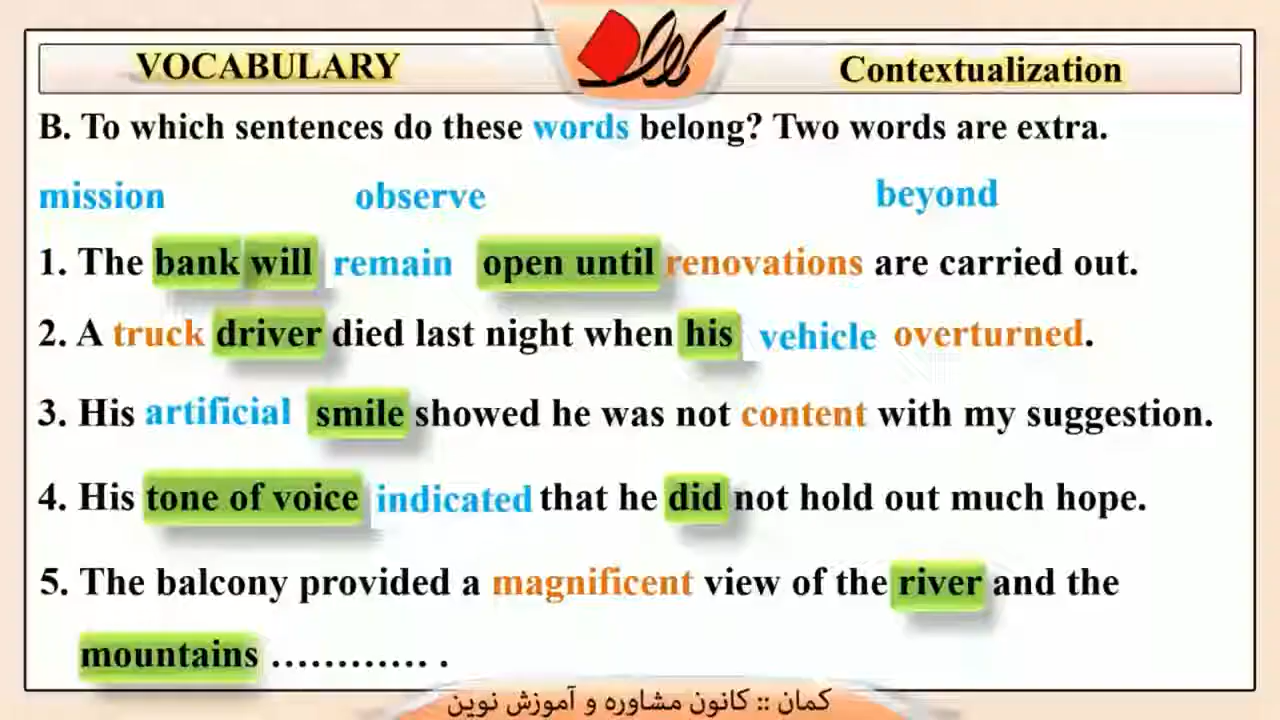 VOCABULARY
Contextualization
B. To which sentences do these words belong? Two words are extra.
mission observe beyond
1. The bank will remain open until renovations are carried out.
2. A truck driver died last night when his vehicle overturned.
3. His artificial smile showed he was not content with my suggestion.
4. His tone of voice indicated that he did not hold out much hope.
5. The balcony provided a magnificent view of the river and the
mountains ............. .
کمان :: کانون مشاوره و آموزش نوین